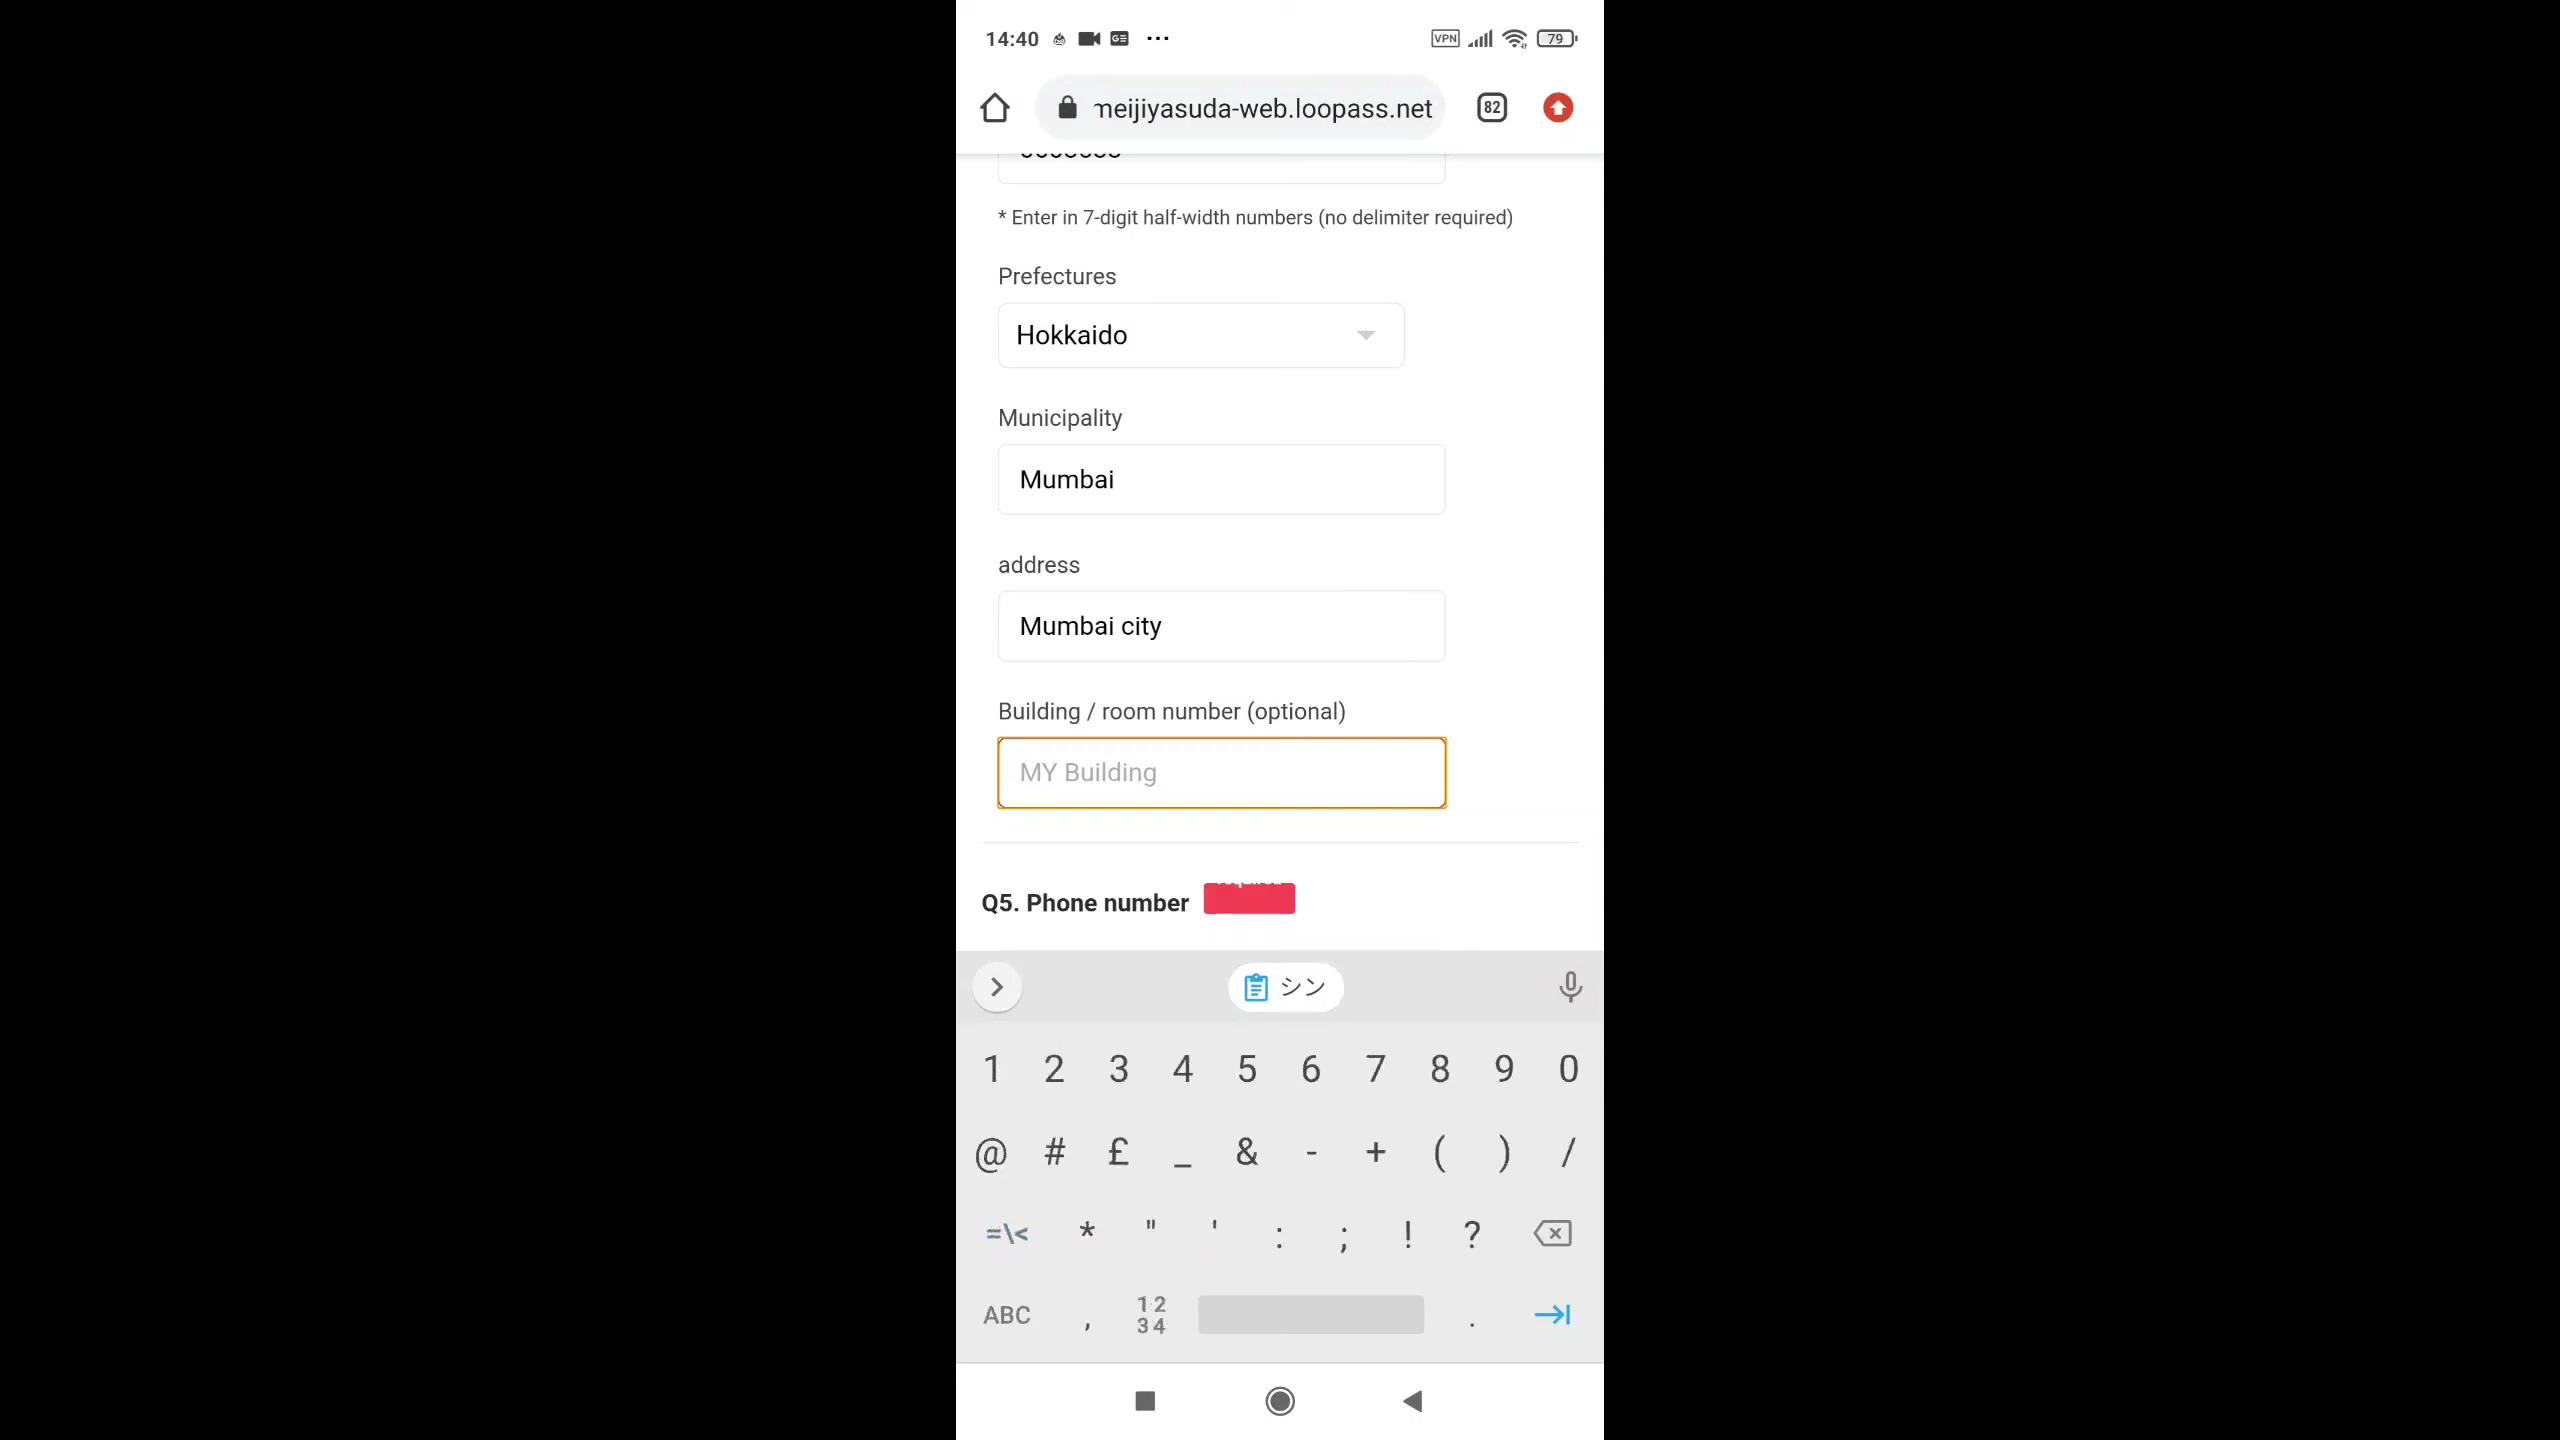 14:40
VPN
79
meijiyasuda-web.loopass.net
82
* Enter in 7-digit half-width numbers (no delimiter required)
Prefectures
Hokkaido
Municipality
Mumbai
address
Mumbai city
Building / room number (optional)
MY Building
Q5. Phone number
シン
1 2 3 4 5 6 7 8 9 0
@ # £ _ & - + ( ) /
=\< * " ' : ; ! ?
ABC , 12 34 .